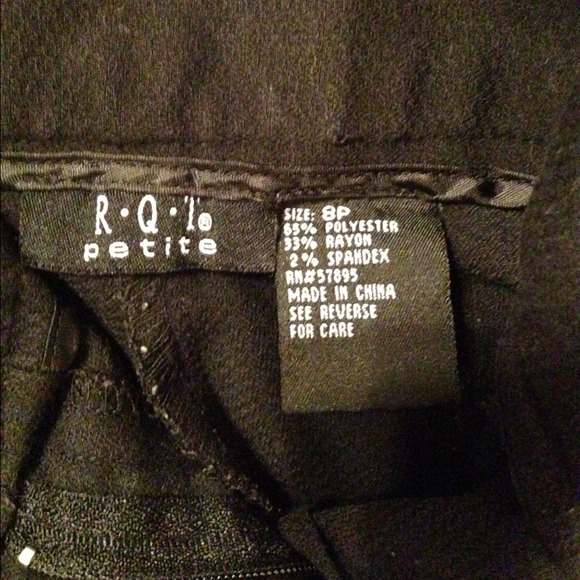 R·Q·T®
petite
SIZE: 8P
65% POLYESTER
33% RAYON
2% SPANDEX
RN#57895
MADE IN CHINA
SEE REVERSE
FOR CARE